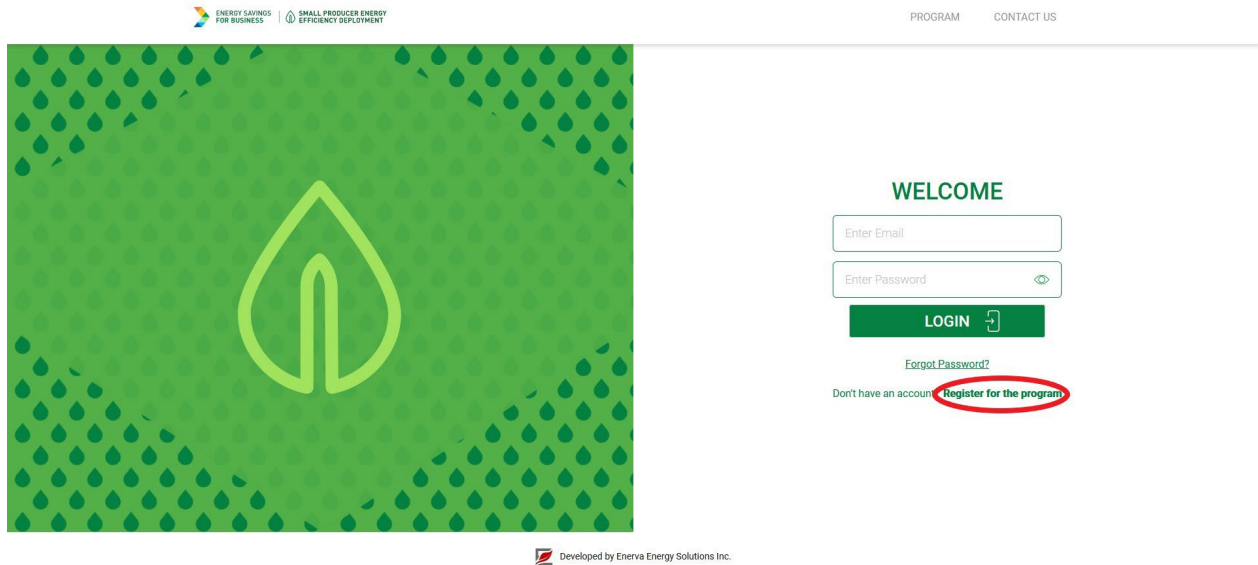 ENERGY SAVINGS
FOR BUSINESS
SMALL PRODUCER ENERGY
EFFICIENCY DEPLOYMENT
PROGRAM
CONTACT US
WELCOME
Enter Email
Enter Password
LOGIN
Forgot Password?
Don't have an account Register for the program
Developed by Enerva Energy Solutions Inc.